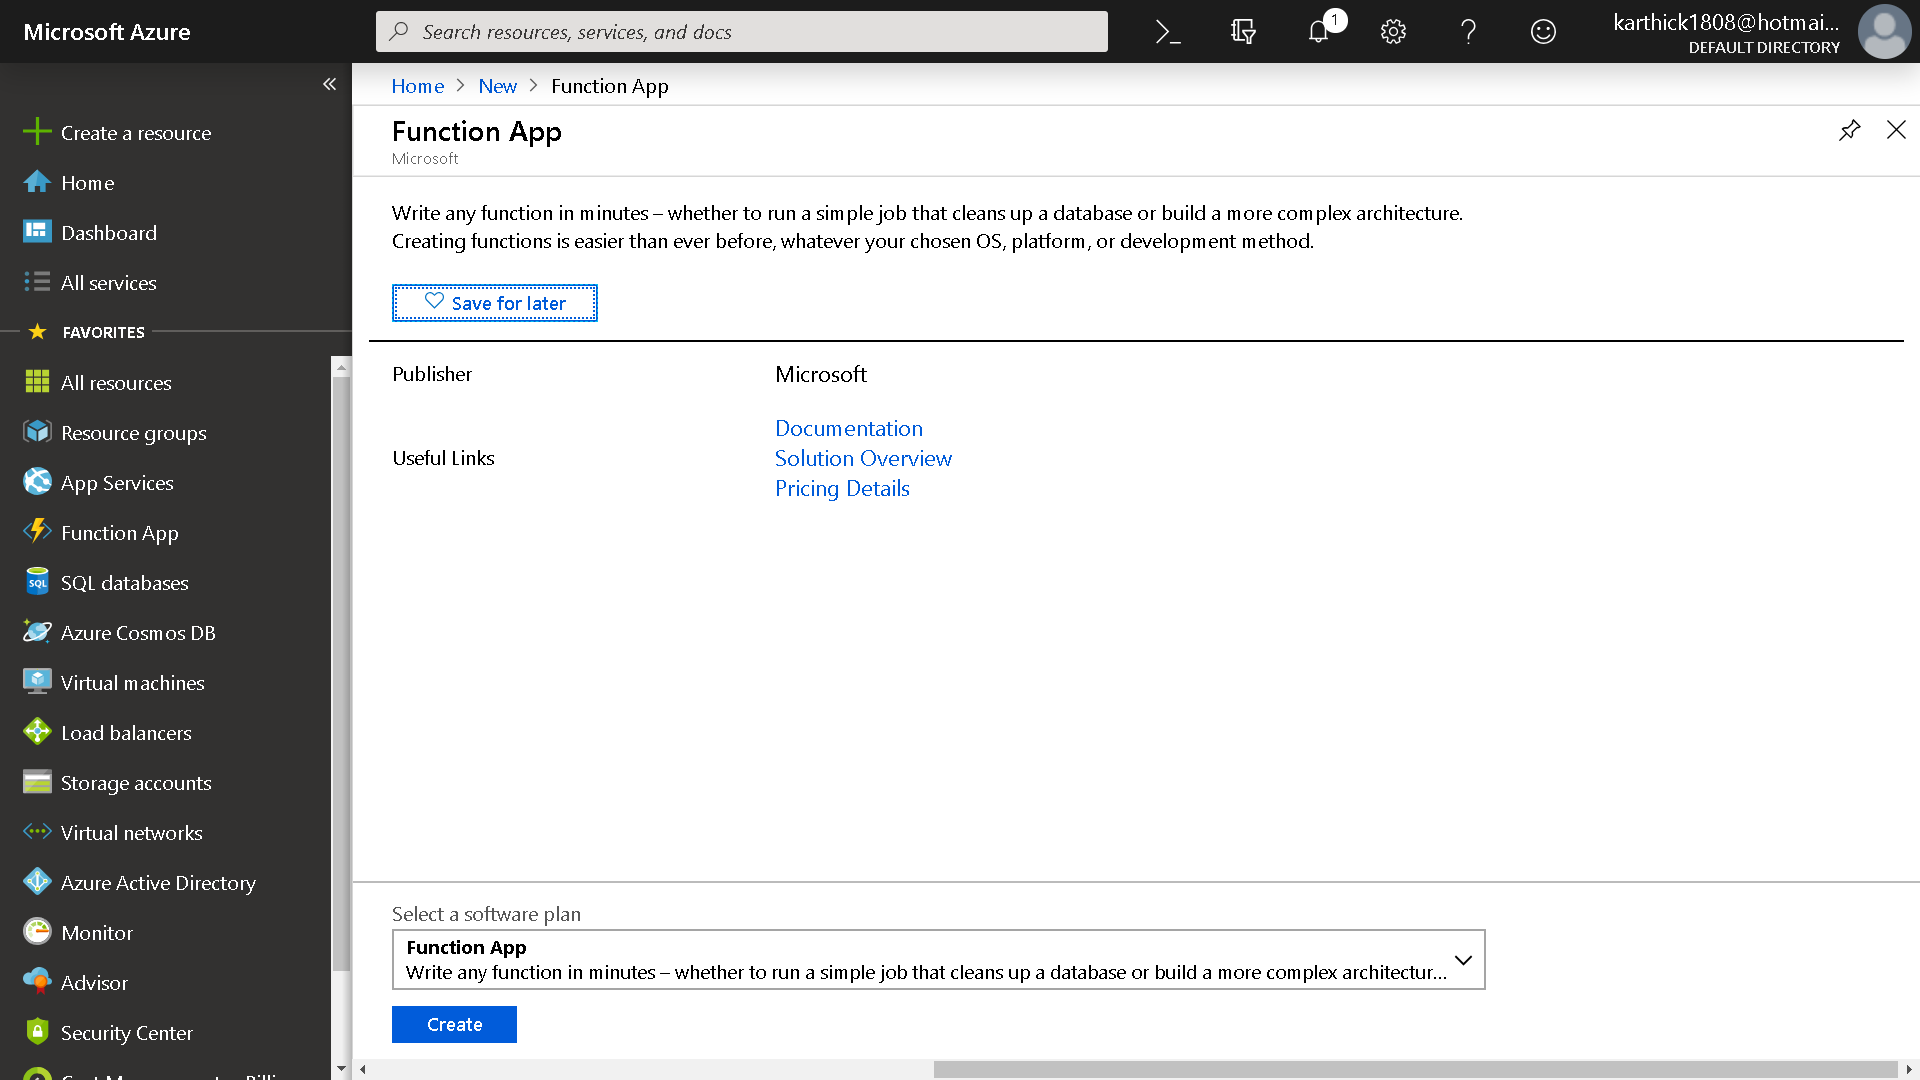 Microsoft Azure
Search resources, services, and docs
1
karthick1808@hotmai...
DEFAULT DIRECTORY
Create a resource
Home
Dashboard
All services
FAVORITES
All resources
Resource groups
App Services
Function App
SQL
SQL databases
Azure Cosmos DB
Virtual machines
Load balancers
Storage accounts
Virtual networks
Azure Active Directory
Monitor
Advisor
Security Center
Home > New > Function App
Function App
Microsoft
Write any function in minutes – whether to run a simple job that cleans up a database or build a more complex architecture.
Creating functions is easier than ever before, whatever your chosen OS, platform, or development method.
Save for later
Publisher
Microsoft
Useful Links
Documentation
Solution Overview
Pricing Details
Select a software plan
Function App
Write any function in minutes – whether to run a simple job that cleans up a database or build a more complex architectur...
Create